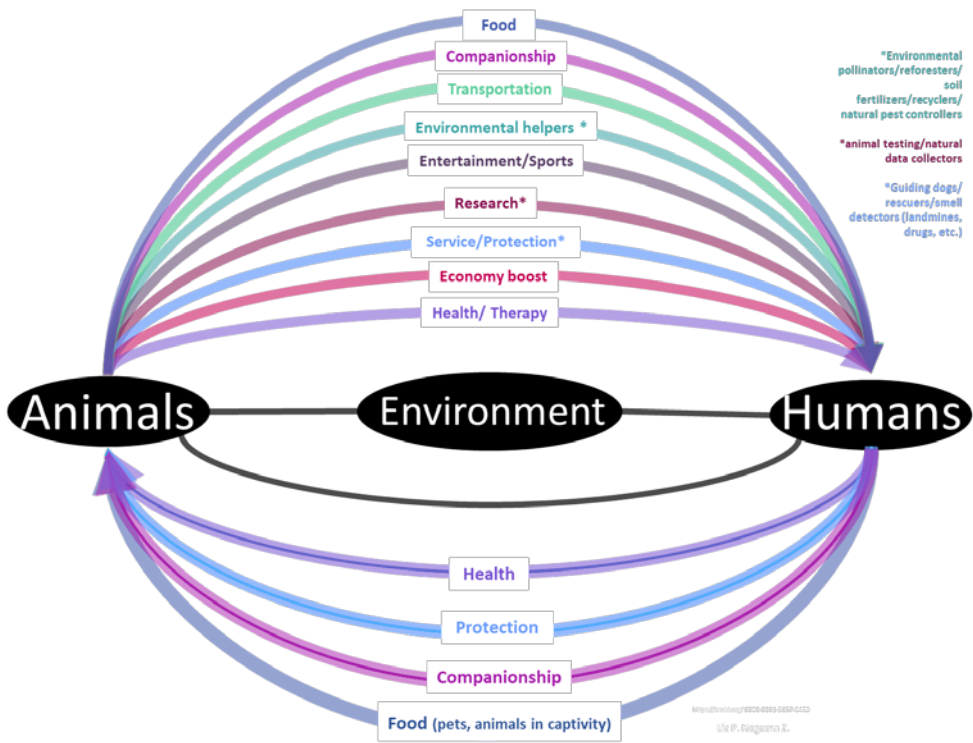 Food
Companionship
Transportation
Environmental helpers *
Entertainment/Sports
Research*
Service/Protection*
Economy boost
Health/ Therapy
*Environmental
pollinators/reforesters/
soil
fertilizers/recyclers/
natural pest controllers
*animal testing/natural
data collectors
*Guiding dogs/
rescuers/smell
detectors (landmines,
drugs, etc.)
Animals
Environment
Humans
Health
Protection
Companionship
Food (pets, animals in captivity)